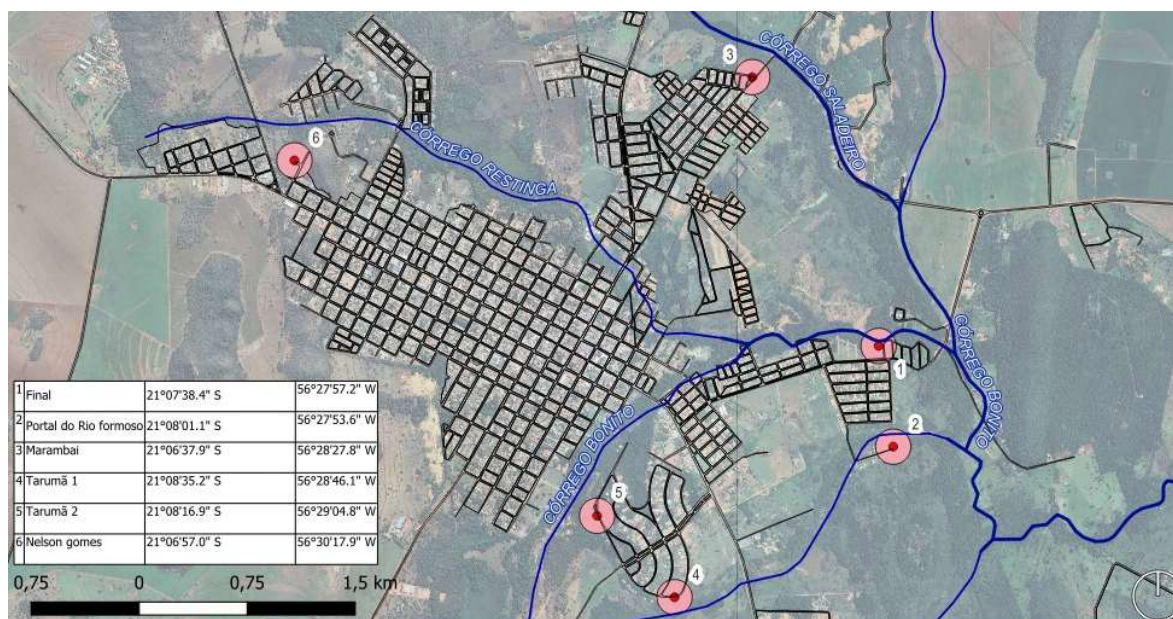 3
CÓRREGO SALADEIRO
6
CÓRREGO RESTINGA
CÓRREGO BONITO
1
2
CÓRREGO BONITO
5
4
1 Final 21°07'38.4" S 56°27'57.2" W
2 Portal do Rio formoso 21°08'01.1" S 56°27'53.6" W
3 Marambai 21°06'37.9" S 56°28'27.8" W
4 Tarumã 1 21°08'35.2" S 56°28'46.1" W
5 Tarumã 2 21°08'16.9" S 56°29'04.8" W
6 Nelson gomes 21°06'57.0" S 56°30'17.9" W
0,75 0 0,75 1,5 km